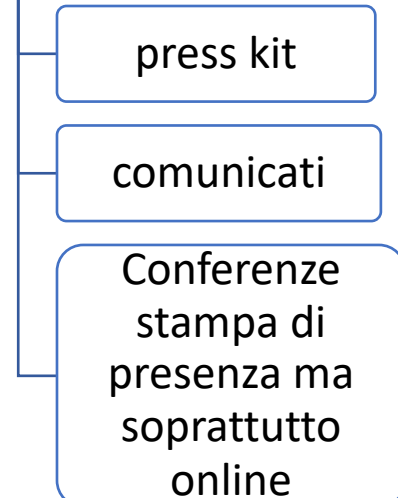 press kit
comunicati
Conferenze
stampa di
presenza ma
soprattutto
online